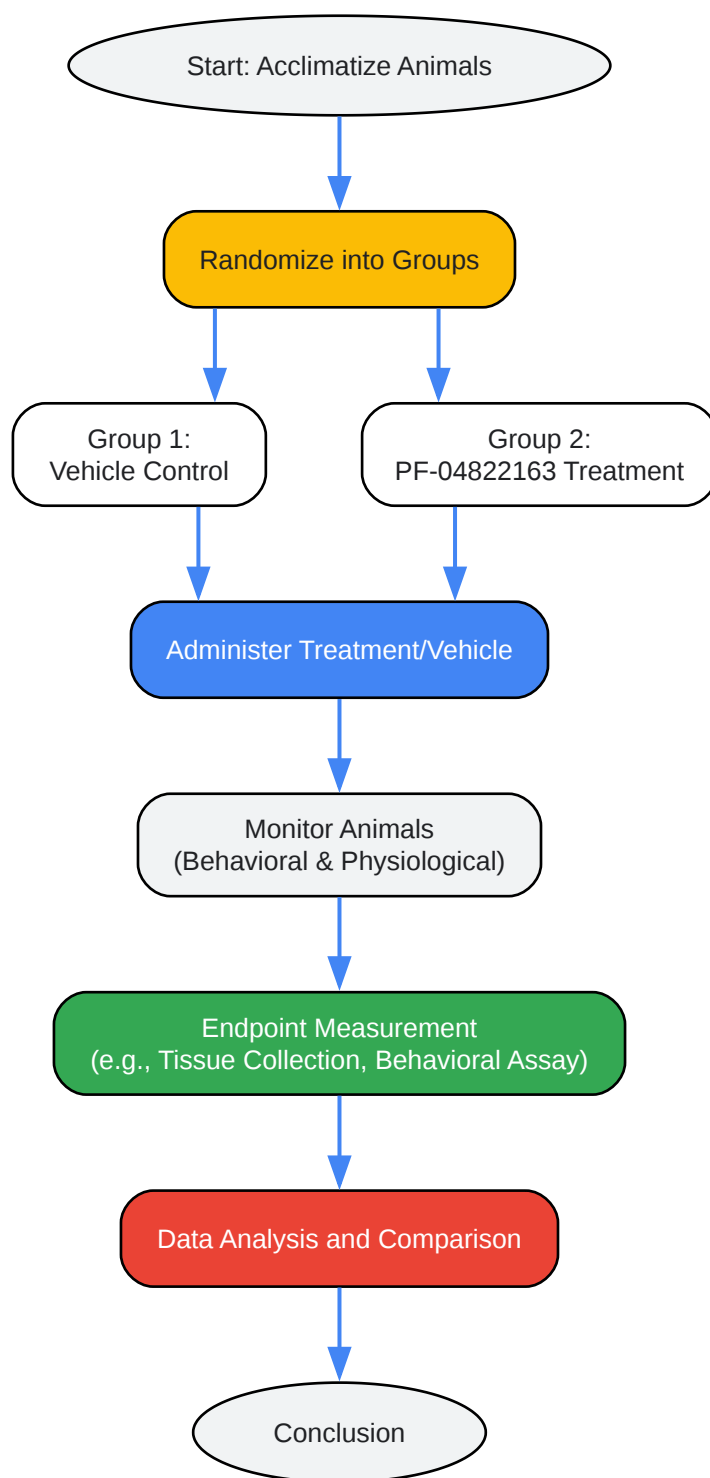 Start: Acclimatize Animals
Randomize into Groups
Group 1:
Vehicle Control
Group 2:
PF-04822163 Treatment
Administer Treatment/Vehicle
Monitor Animals
(Behavioral & Physiological)
Endpoint Measurement
(e.g., Tissue Collection, Behavioral Assay)
Data Analysis and Comparison
Conclusion